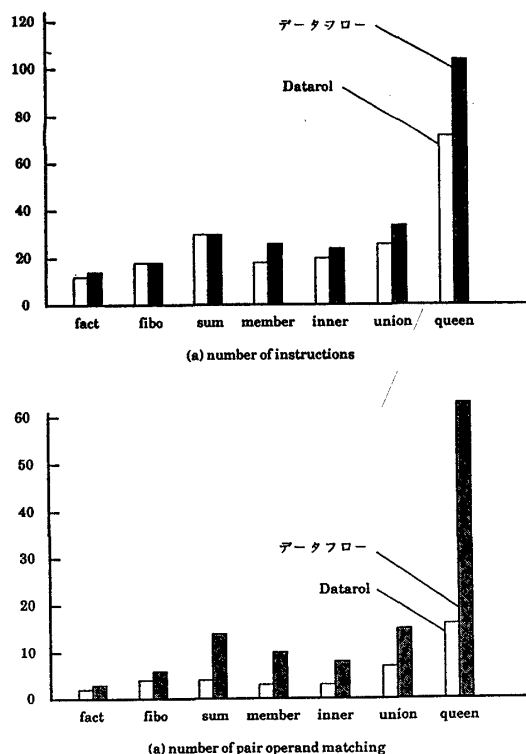 120
100
80
60
40
20
0
データフロー
Datarol
fact fibo sum member inner union queen
(a) number of instructions
60
50
40
30
20
10
0
データフロー
Datarol
fact fibo sum member inner union queen
(a) number of pair operand matching